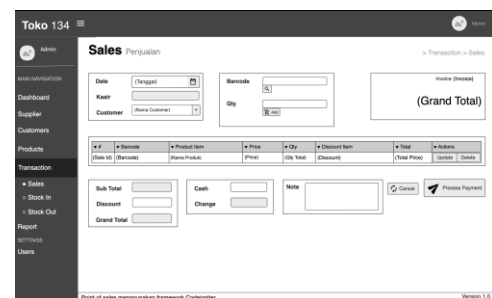 Toko 134
Admin
Admin
MAIN NAVIGATION
Dashboard
Supplier
Customers
Products
Transaction
Sales
Stock In
Stock Out
Report
SETTINGS
Users
Sales Penjualan
> Transaction > Sales
Date (Tanggal)
Kasir
Customer (Nama Customer)
Barcode
Qty
Add
Invoice (Invoice)
(Grand Total)
# Barcode Product Item Price Qty Discount Item Total Actions
(Sale Id) (Barcode) (Nama Produk) (Price) (Qty Total) (Discount) (Total Price) Update Delete
Sub Total
Discount
Grand Total
Cash
Change
Note
Cancel
Process Payment
Point of sales menggunakan framework Codeigniter
Version 1.0